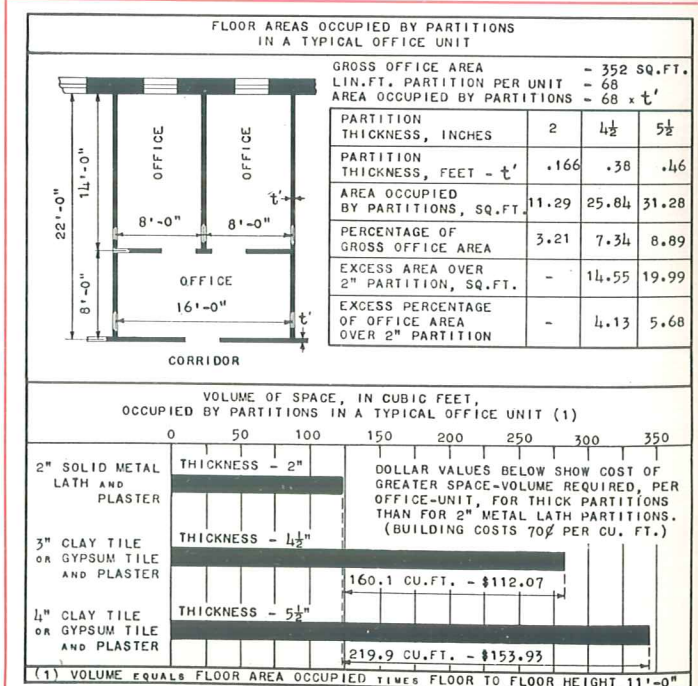 FLOOR AREAS OCCUPIED BY PARTITIONS
IN A TYPICAL OFFICE UNIT
GROSS OFFICE AREA - 352 SQ.FT.
LIN.FT. PARTITION PER UNIT - 68
AREA OCCUPIED BY PARTITIONS - 68 x t'
PARTITION
THICKNESS, INCHES 2 4½ 5½
PARTITION
THICKNESS, FEET - t' .166 .38 .46
AREA OCCUPIED
BY PARTITIONS, SQ.FT. 11.29 25.84 31.28
PERCENTAGE OF
GROSS OFFICE AREA 3.21 7.34 8.89
EXCESS AREA OVER
2" PARTITION, SQ.FT. - 14.55 19.99
EXCESS PERCENTAGE
OF OFFICE AREA
OVER 2" PARTITION - 4.13 5.68
OFFICE
OFFICE
t'
22'-0"
14'-0"
8'-0" 8'-0"
8'-0"
OFFICE
16'-0"
t'
CORRIDOR
VOLUME OF SPACE, IN CUBIC FEET,
OCCUPIED BY PARTITIONS IN A TYPICAL OFFICE UNIT (1)
0 50 100 150 200 250 300 350
2" SOLID METAL
LATH AND
PLASTER
THICKNESS - 2"
DOLLAR VALUES BELOW SHOW COST OF
GREATER SPACE-VOLUME REQUIRED, PER
OFFICE-UNIT, FOR THICK PARTITIONS
THAN FOR 2" METAL LATH PARTITIONS.
(BUILDING COSTS 70¢ PER CU. FT.)
3" CLAY TILE
OR GYPSUM TILE
AND PLASTER
THICKNESS - 4½"
160.1 CU.FT. - $112.07
4" CLAY TILE
OR GYPSUM TILE
AND PLASTER
THICKNESS - 5½"
219.9 CU.FT. - $153.93
(1) VOLUME EQUALS FLOOR AREA OCCUPIED TIMES FLOOR TO FLOOR HEIGHT 11'-0"